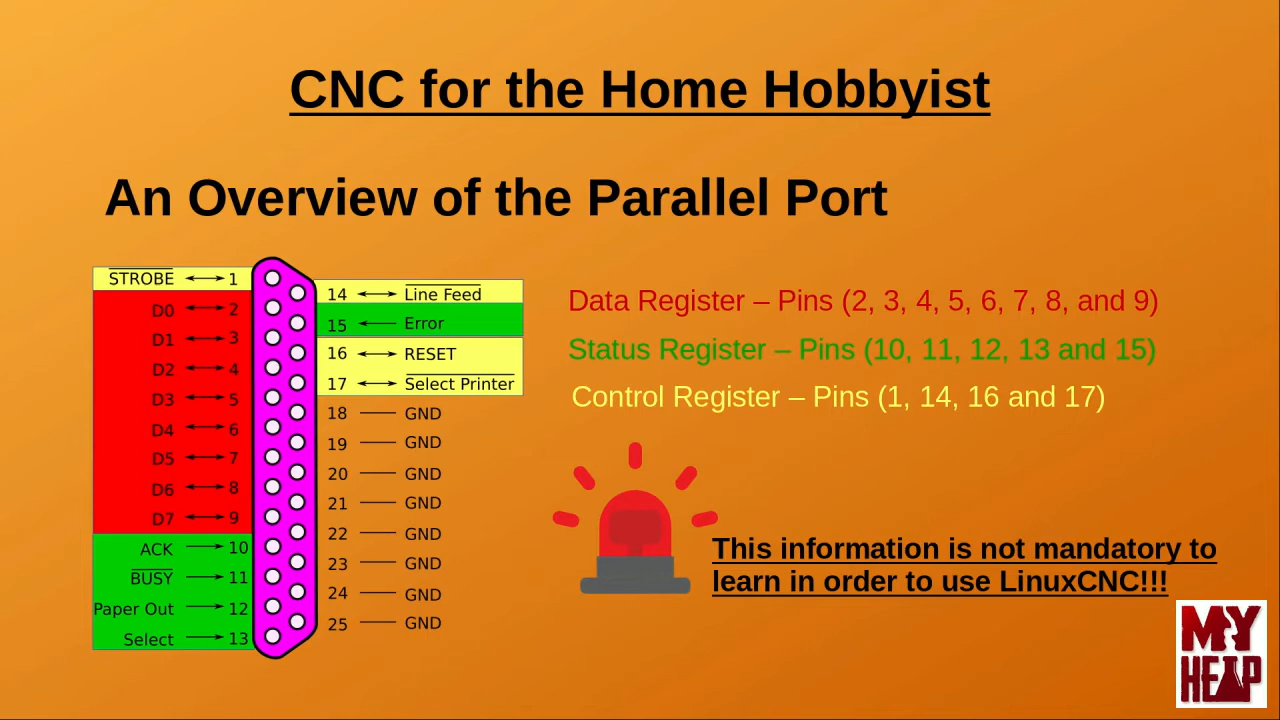 CNC for the Home Hobbyist
An Overview of the Parallel Port
STROBE 1
D0 2
D1 3
D2 4
D3 5
D4 6
D5 7
D6 8
D7 9
ACK 10
BUSY 11
Paper Out 12
Select 13
14 Line Feed
15 Error
16 RESET
17 Select Printer
18 GND
19 GND
20 GND
21 GND
22 GND
23 GND
24 GND
25 GND
Data Register – Pins (2, 3, 4, 5, 6, 7, 8, and 9)
Status Register – Pins (10, 11, 12, 13 and 15)
Control Register – Pins (1, 14, 16 and 17)
This information is not mandatory to
learn in order to use LinuxCNC!!!
MY
HEAP